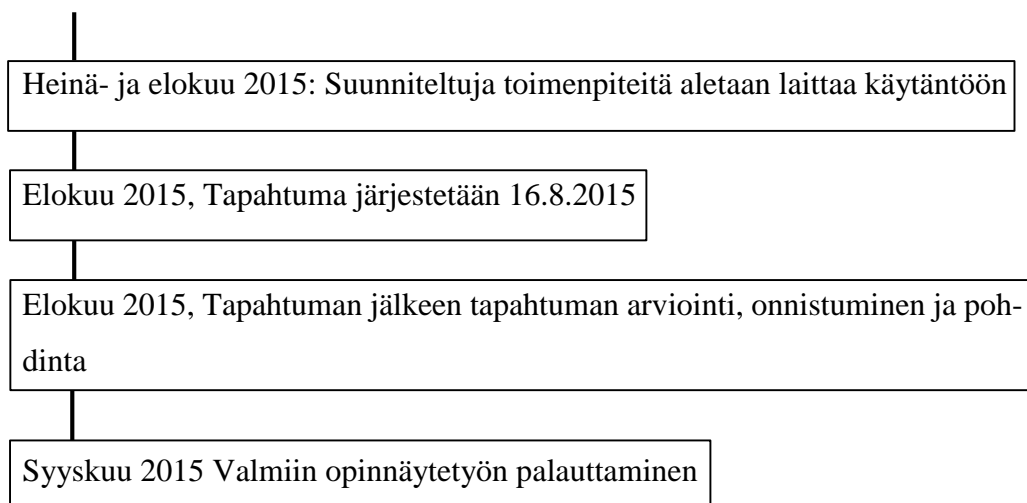 Heinä- ja elokuu 2015: Suunniteltuja toimenpiteitä aletaan laittaa käytäntöön
Elokuu 2015, Tapahtuma järjestetään 16.8.2015
Elokuu 2015, Tapahtuman jälkeen tapahtuman arviointi, onnistuminen ja poh-
dinta
Syyskuu 2015 Valmiin opinnäytetyön palauttaminen